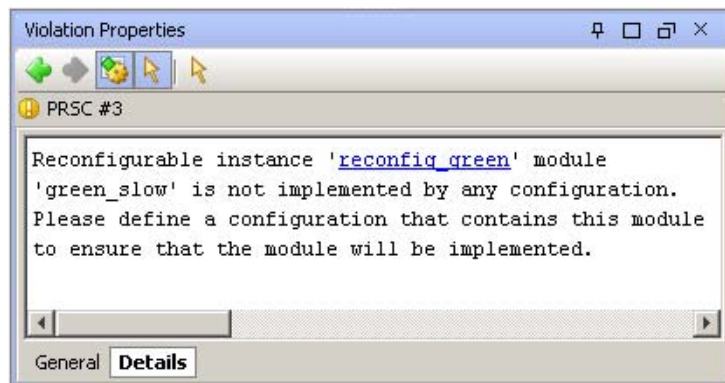 Violation Properties
PRSC #3
Reconfigurable instance 'reconfig_green' module
'green_slow' is not implemented by any configuration.
Please define a configuration that contains this module
to ensure that the module will be implemented.
General Details